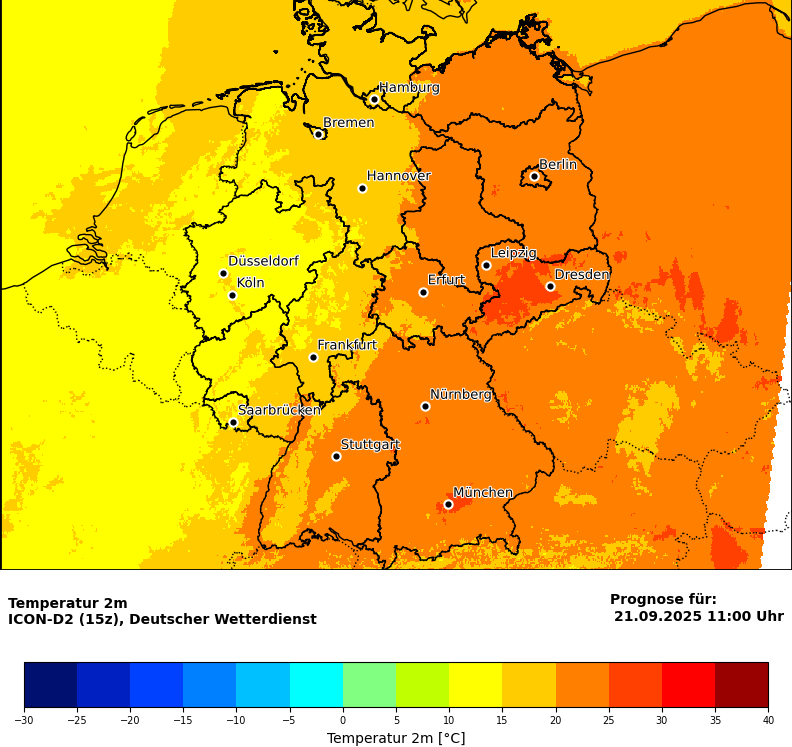 Hamburg
Bremen
Berlin
Hannover
Leipzig
Düsseldorf
Dresden
Köln
Erfurt
Frankfurt
Nürnberg
Saarbrücken
Stuttgart
München
Temperatur 2m
ICON-D2 (15z), Deutscher Wetterdienst
Prognose für:
21.09.2025 11:00 Uhr
−30 −25 −20 −15 −10 −5 0 5 10 15 20 25 30 35 40
Temperatur 2m [°C]